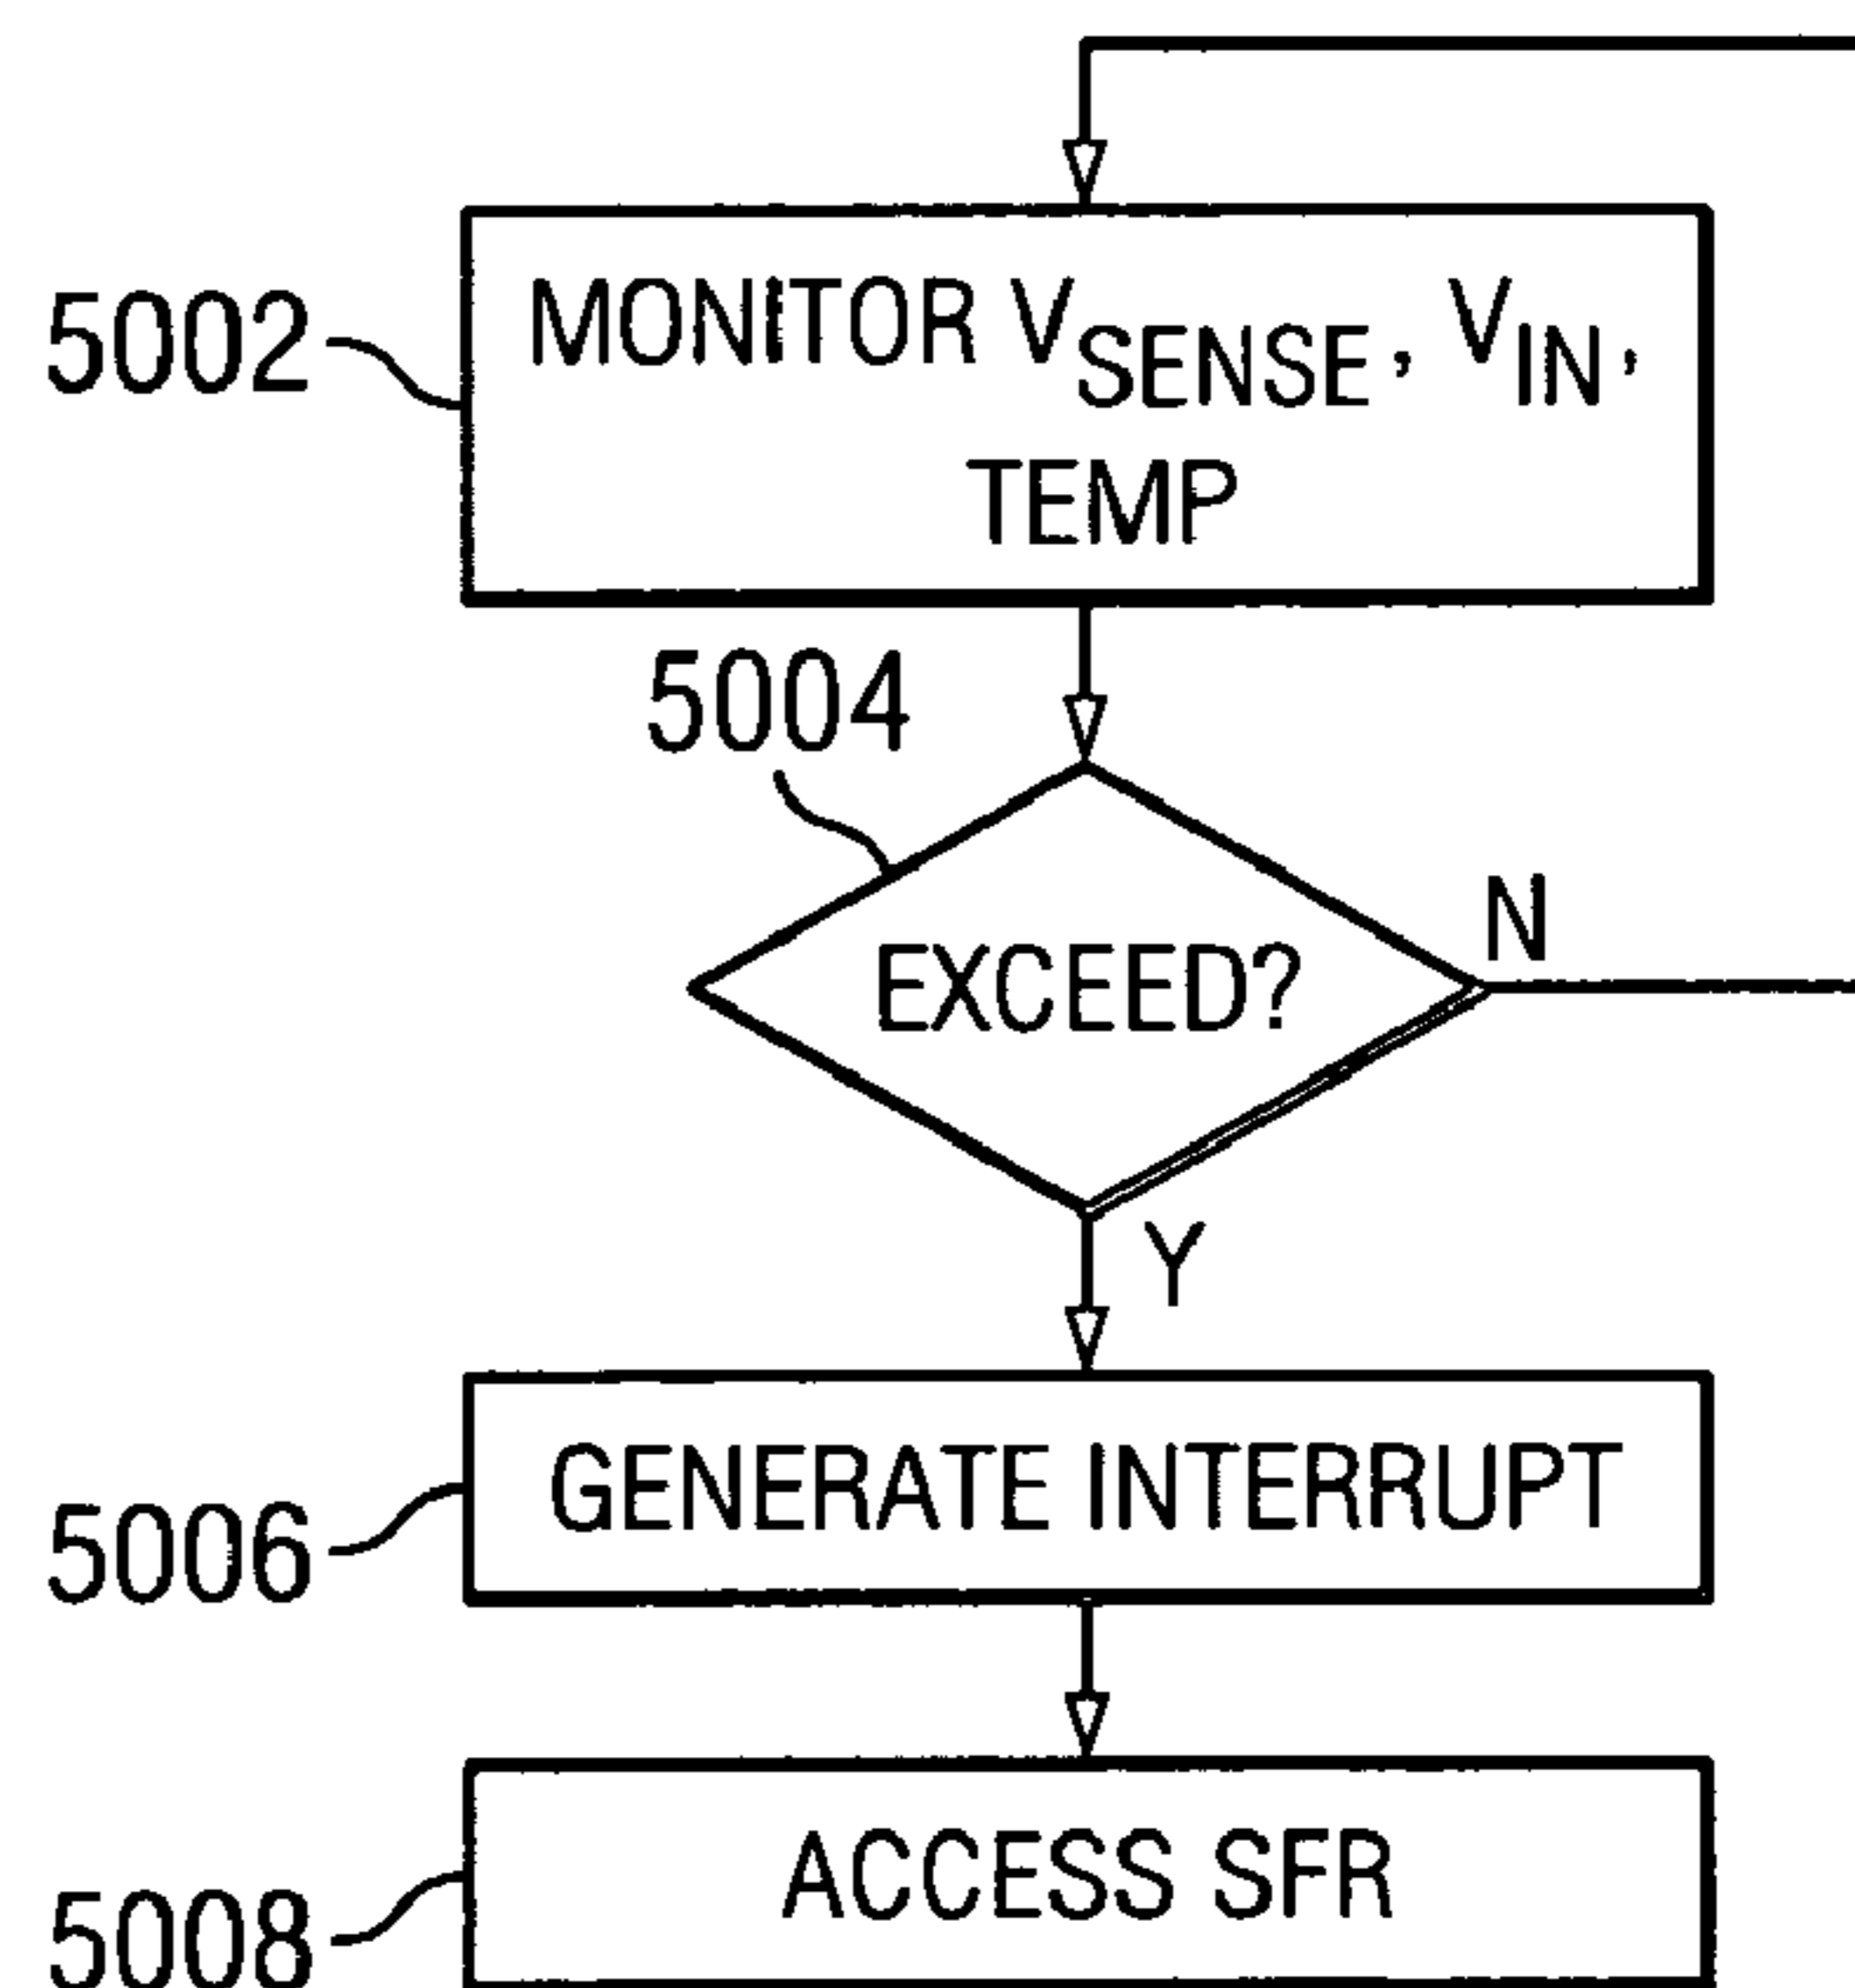 5002
MONITOR VSENSE, VIN,
TEMP
5004
EXCEED?
N
Y
GENERATE INTERRUPT
5006
ACCESS SFR
5008